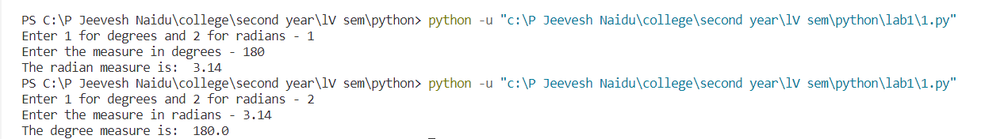 PS C:\P Jeevesh Naidu\college\second year\lV sem\python> python -u "c:\P Jeevesh Naidu\college\second year\lV sem\python\lab1\1.py"
Enter 1 for degrees and 2 for radians - 1
Enter the measure in degrees - 180
The radian measure is:  3.14
PS C:\P Jeevesh Naidu\college\second year\lV sem\python> python -u "c:\P Jeevesh Naidu\college\second year\lV sem\python\lab1\1.py"
Enter 1 for degrees and 2 for radians - 2
Enter the measure in radians - 3.14
The degree measure is:  180.0